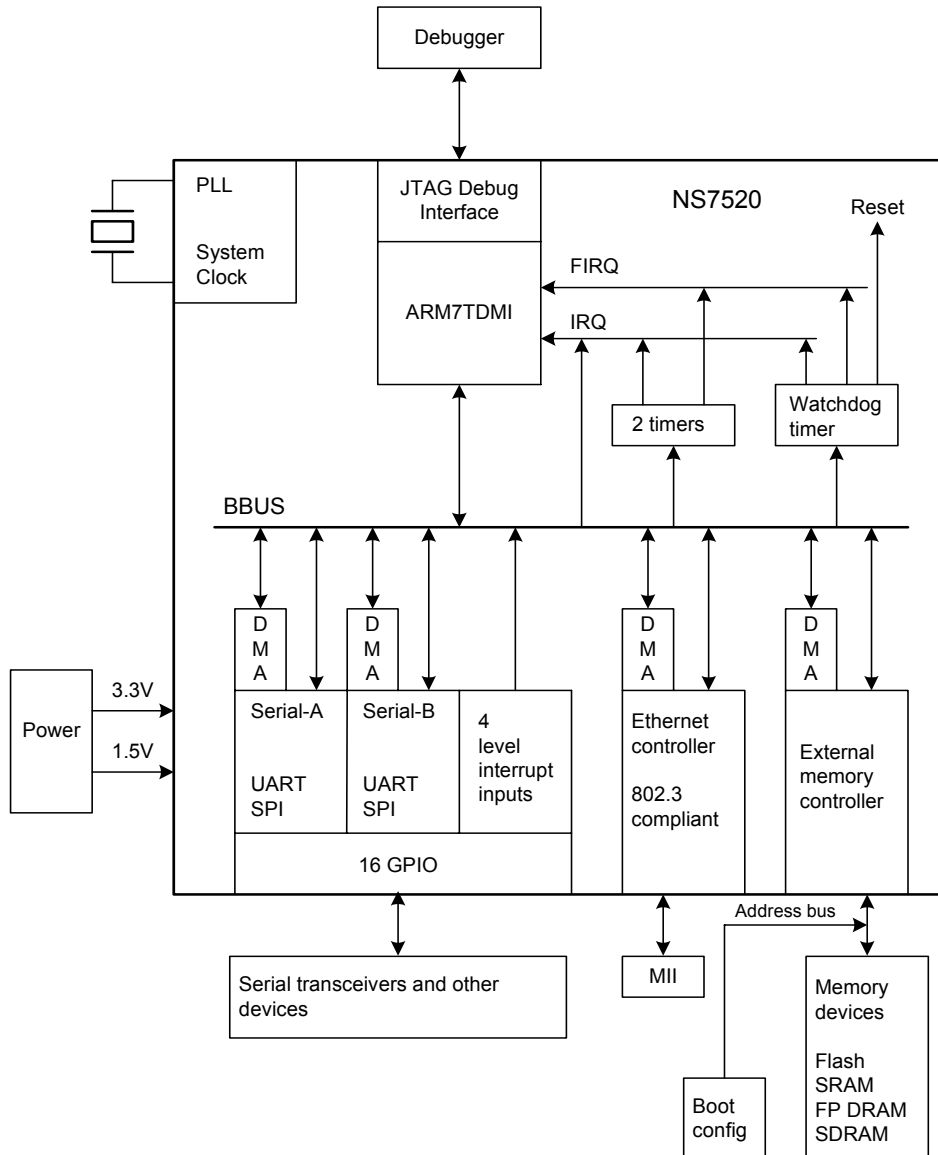 Debugger
PLL
System
Clock
JTAG Debug
Interface
ARM7TDMI
NS7520
Reset
FIRQ
IRQ
2 timers
Watchdog
timer
BBUS
D
M
A
D
M
A
D
M
A
D
M
A
Power
3.3V
1.5V
Serial-A
UART
SPI
Serial-B
UART
SPI
4
level
interrupt
inputs
Ethernet
controller
802.3
compliant
External
memory
controller
16 GPIO
Address bus
Serial transceivers and other
devices
MII
Memory
devices
Flash
SRAM
FP DRAM
SDRAM
Boot
config